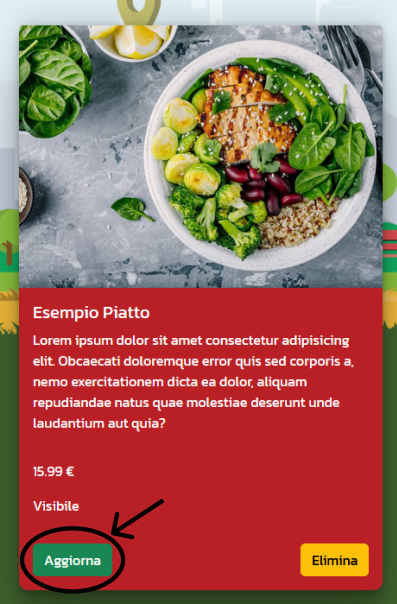 Esempio Piatto
Lorem ipsum dolor sit amet consectetur adipisicing
elit. Obcaecati doloremque error quis sed corporis a,
nemo exercitationem dicta ea dolor, aliquam
repudiandae natus quae molestiae deserunt unde
laudantium aut quia?
15.99 €
Visibile
Aggiorna
Elimina